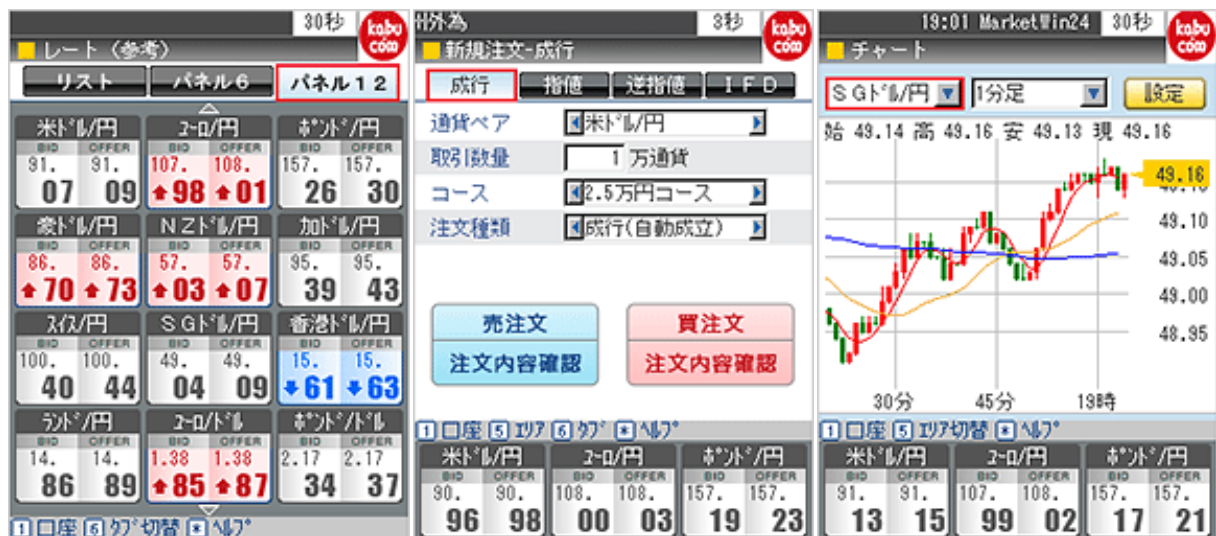 30秒
kabu
com
レート (参考)
リスト パネル6 パネル12
米ﾄﾞﾙ/円 ﾕｰﾛ/円 ﾎﾟﾝﾄﾞ/円
BID OFFER BID OFFER BID OFFER
91. 91. 107. 108. 157. 157.
07 09 98 01 26 30
豪ﾄﾞﾙ/円 NZﾄﾞﾙ/円 加ﾄﾞﾙ/円
BID OFFER BID OFFER BID OFFER
86. 86. 57. 57. 95. 95.
70 73 03 07 39 43
ｽｲｽ/円 SGﾄﾞﾙ/円 香港ﾄﾞﾙ/円
BID OFFER BID OFFER BID OFFER
100. 100. 49. 49. 15. 15.
40 44 04 09 61 63
ﾗﾝﾄﾞ/円 ﾕｰﾛ/ﾄﾞﾙ ﾎﾟﾝﾄﾞ/ﾄﾞﾙ
BID OFFER BID OFFER BID OFFER
14. 14. 1.38 1.38 2.17 2.17
86 89 85 87 34 37
1 口座 6 ﾀﾌﾞ切替 * ﾍﾙﾌﾟ
外為 3秒
kabu
com
新規注文-成行
成行 指値 逆指値 IFD
通貨ペア 米ﾄﾞﾙ/円
取引数量 1 万通貨
コース 2.5万円コース
注文種類 成行(自動成立)
売注文 買注文
注文内容確認 注文内容確認
1 口座 5 ｴﾘｱ 6 ﾀﾌﾞ * ﾍﾙﾌﾟ
米ﾄﾞﾙ/円 ﾕｰﾛ/円 ﾎﾟﾝﾄﾞ/円
BID OFFER BID OFFER BID OFFER
90. 90. 108. 108. 157. 157.
96 98 00 03 19 23
19:01 MarketWin24 30秒
kabu
com
チャート
SGﾄﾞﾙ/円 1分足 設定
始 49.14 高 49.16 安 49.13 現 49.16
49.16
49.10
49.05
49.00
48.95
30分 45分 19時
1 口座 5 ｴﾘｱ切替 * ﾍﾙﾌﾟ
米ﾄﾞﾙ/円 ﾕｰﾛ/円 ﾎﾟﾝﾄﾞ/円
BID OFFER BID OFFER BID OFFER
91. 91. 107. 108. 157. 157.
13 15 99 02 17 21